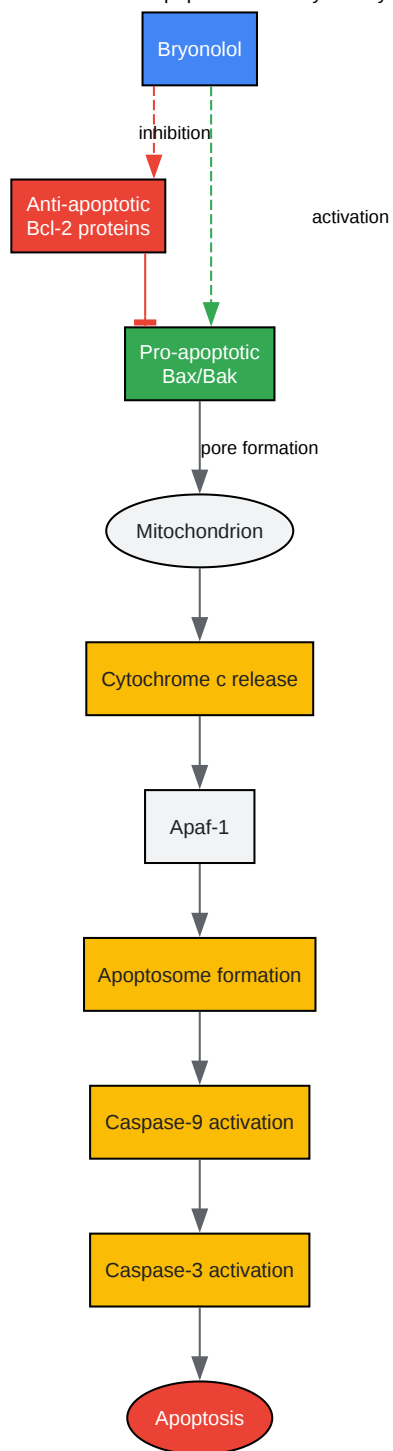 Bryonolol
inhibition
Anti-apoptotic
Bcl-2 proteins
activation
Pro-apoptotic
Bax/Bak
pore formation
Mitochondrion
Cytochrome c release
Apaf-1
Apoptosome formation
Caspase-9 activation
Caspase-3 activation
Apoptosis